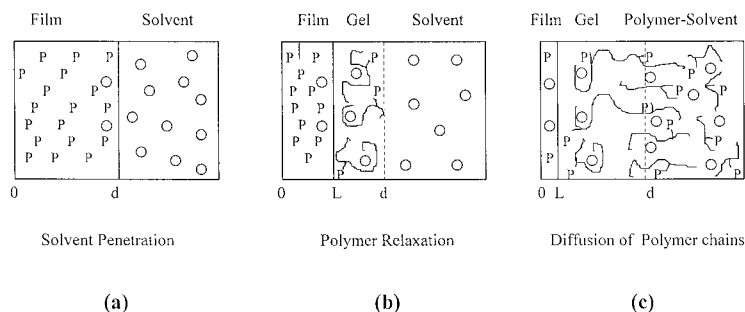 Film Solvent
0 d
Solvent Penetration
(a)
Film Gel Solvent
0 L d
Polymer Relaxation
(b)
Film Gel Polymer-Solvent
0 L d
Diffusion of Polymer chains
(c)